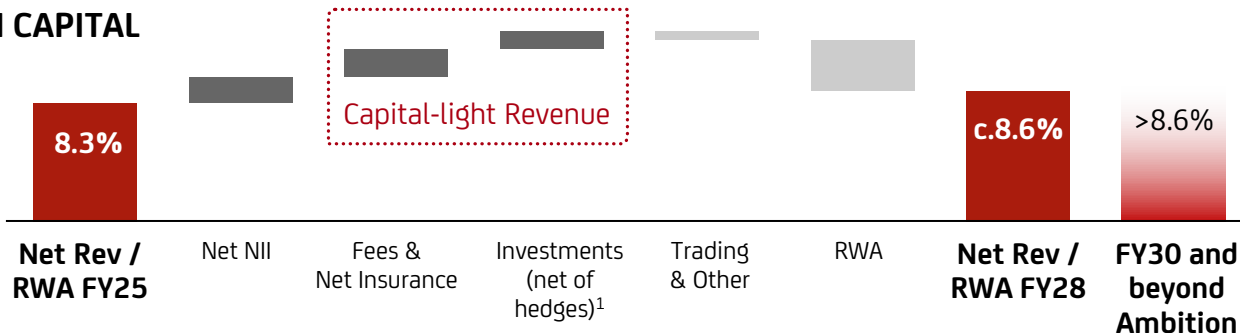 CAPITAL
Capital-light Revenue
8.3%
c.8.6%
>8.6%
Net Rev /
RWA FY25
Net NII
Fees &
Net Insurance
Investments
(net of
hedges)1
Trading
& Other
RWA
Net Rev /
RWA FY28
FY30 and
beyond
Ambition